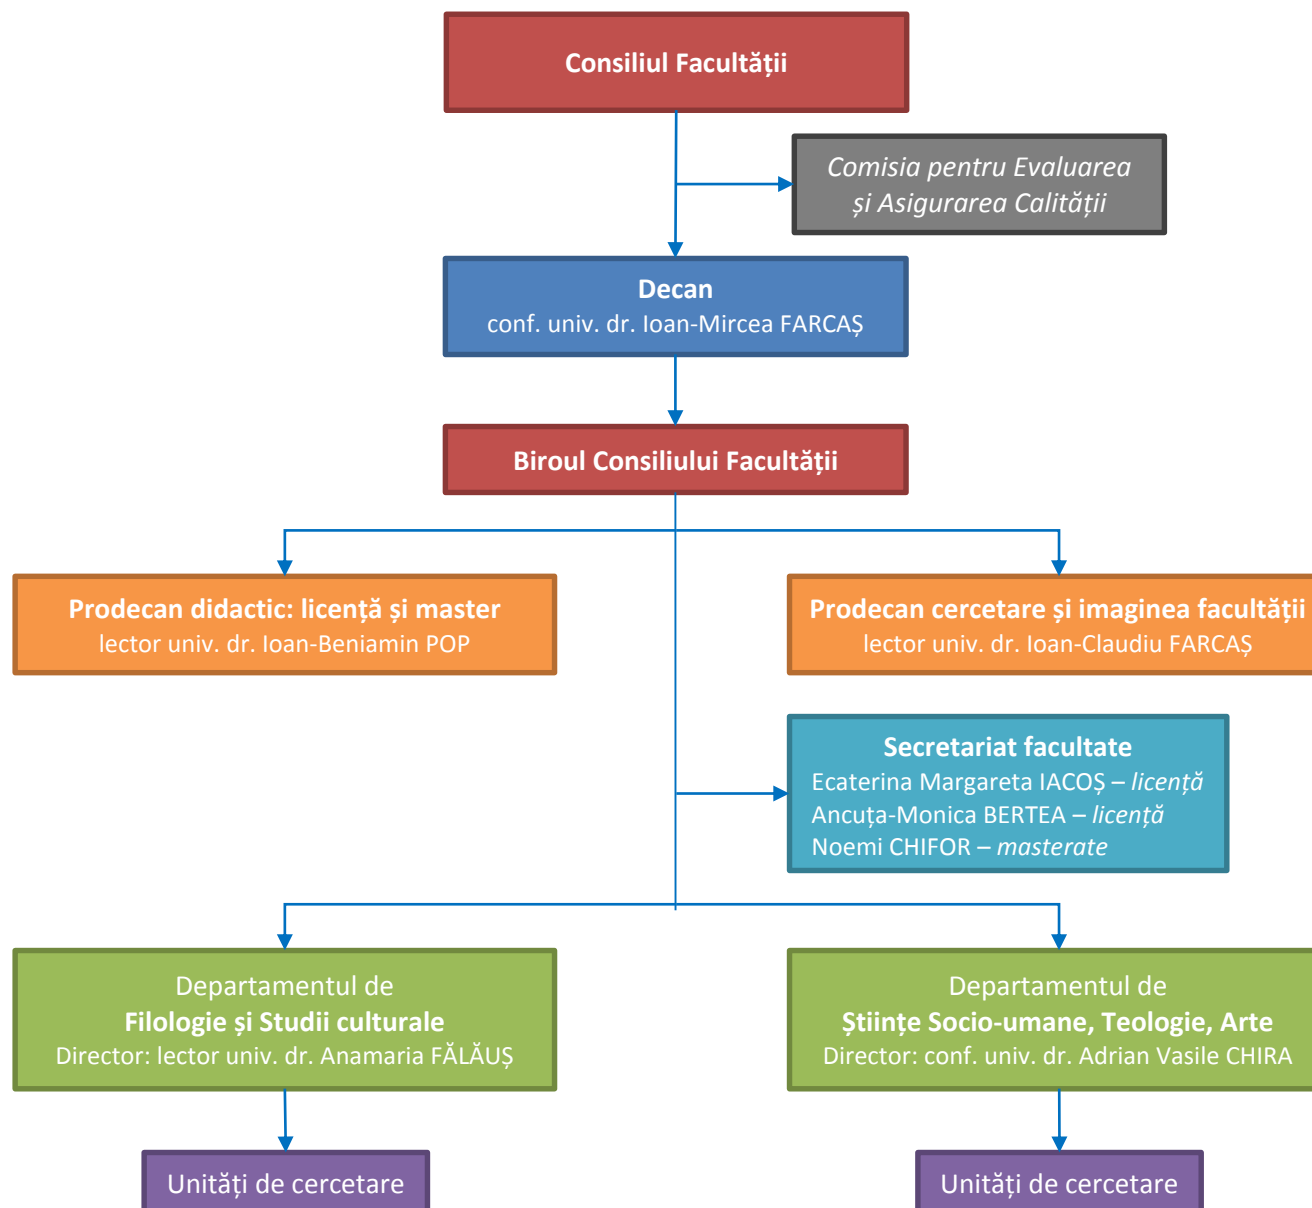 Consiliul Facultății
Comisia pentru Evaluarea
și Asigurarea Calității
Decan
conf. univ. dr. Ioan-Mircea FARCAȘ
Biroul Consiliului Facultății
Prodecan didactic: licență și master
lector univ. dr. Ioan-Beniamin POP
Prodecan cercetare și imaginea facultății
lector univ. dr. Ioan-Claudiu FARCAȘ
Secretariat facultate
Ecaterina Margareta IACOȘ – licență
Ancuța-Monica BERTEA – licență
Noemi CHIFOR – masterate
Departamentul de
Filologie și Studii culturale
Director: lector univ. dr. Anamaria FĂLĂUȘ
Departamentul de
Științe Socio-umane, Teologie, Arte
Director: conf. univ. dr. Adrian Vasile CHIRA
Unități de cercetare
Unități de cercetare